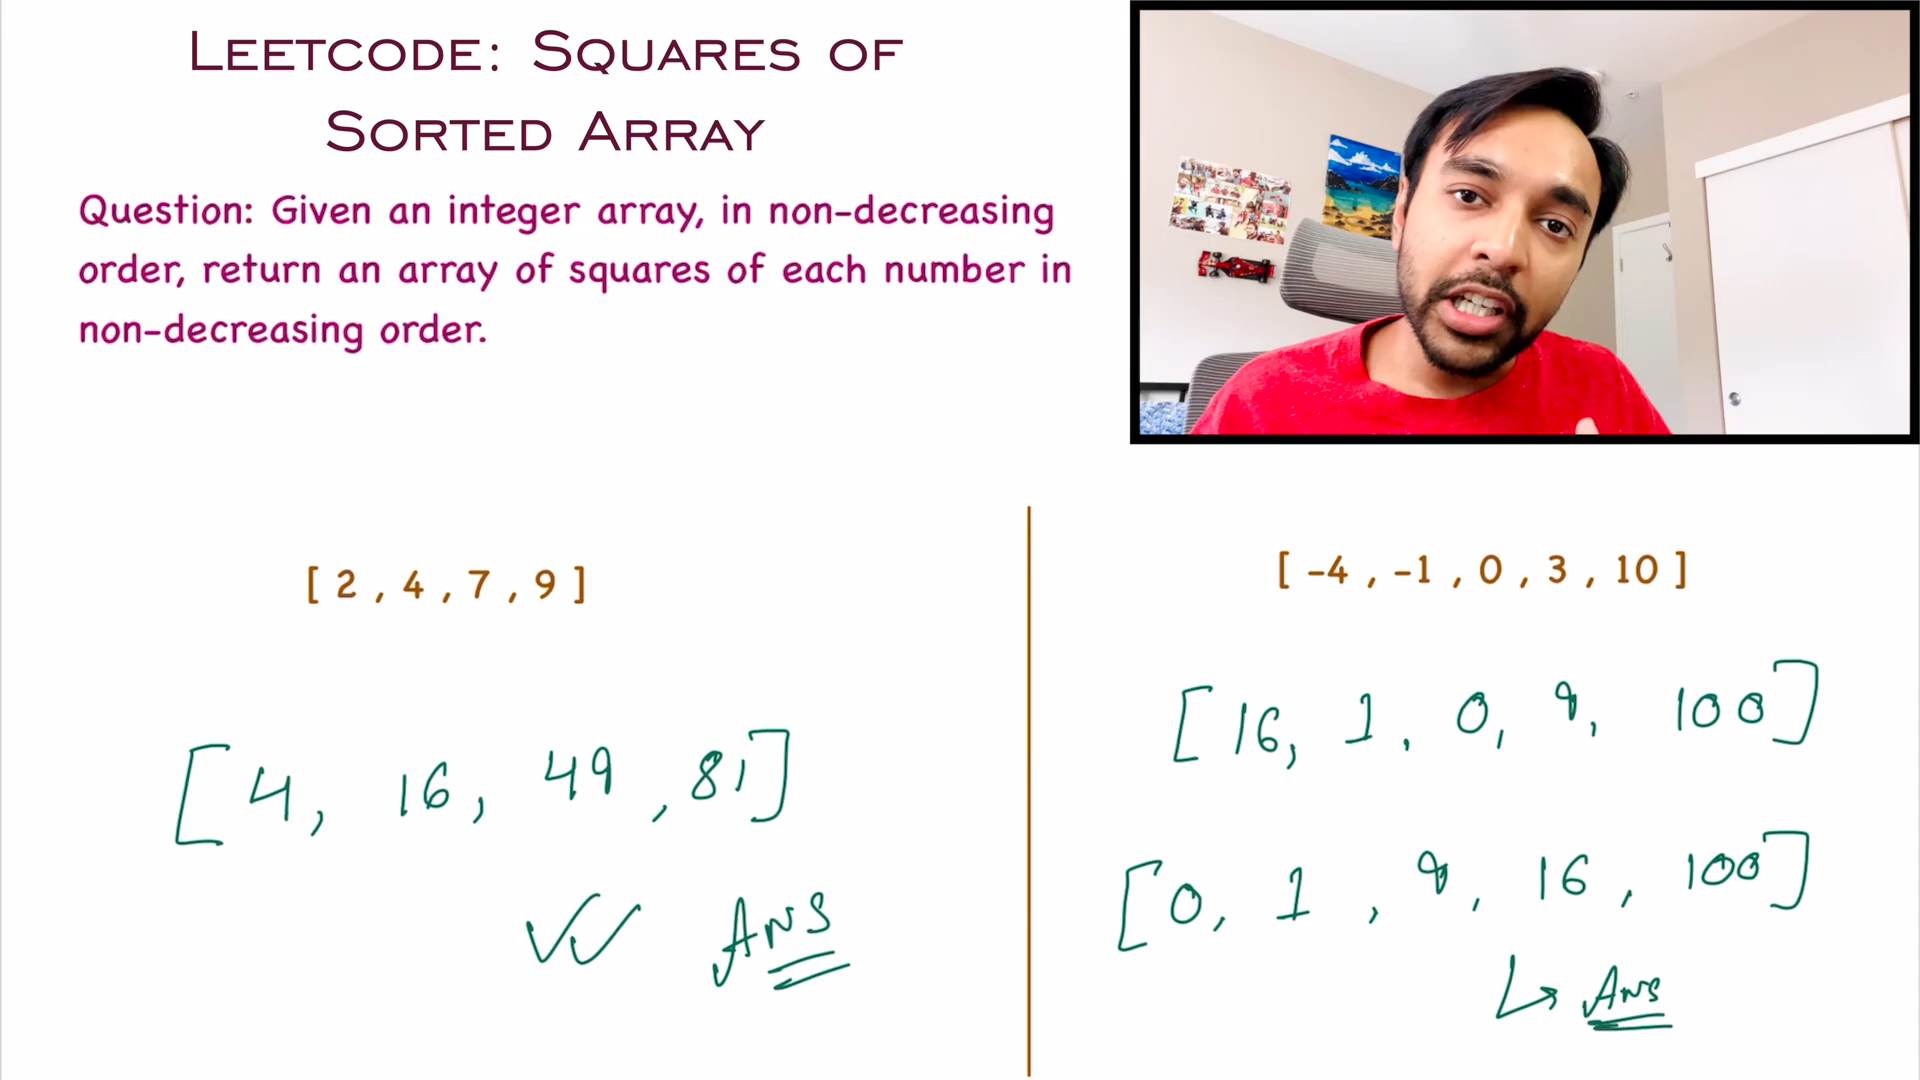 LEETCODE: SQUARES OF
SORTED ARRAY
Question: Given an integer array, in non-decreasing
order, return an array of squares of each number in
non-decreasing order.
[ 2 , 4 , 7 , 9 ]
[4, 16, 49, 81]
Ans
[ -4 , -1 , 0 , 3 , 10 ]
[16, 1, 0, 9, 100]
[0, 1, 9, 16, 100]
Ans